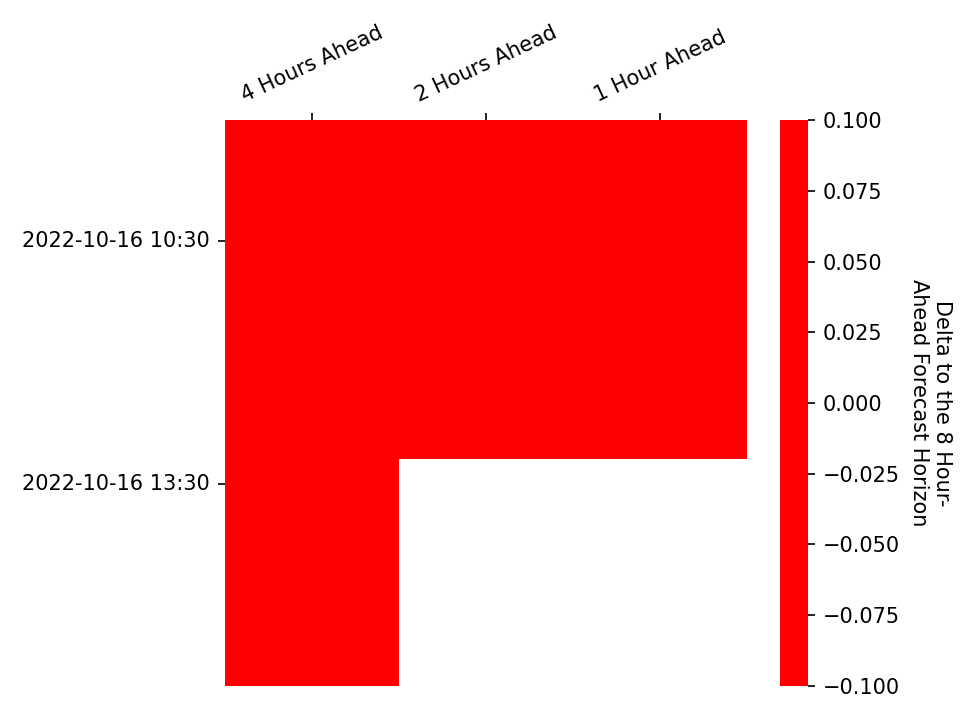 4 Hours Ahead
2 Hours Ahead
1 Hour Ahead
2022-10-16 10:30
2022-10-16 13:30
0.100
0.075
0.050
0.025
0.000
−0.025
−0.050
−0.075
−0.100
Delta to the 8 Hour-
Ahead Forecast Horizon